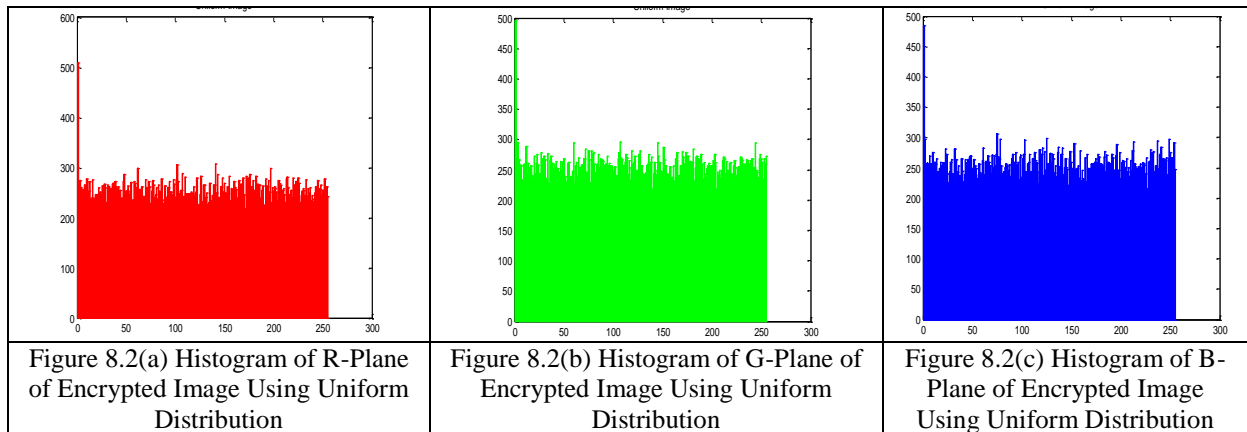 Uniform Image
600
500
400
300
200
100
0
0 50 100 150 200 250 300
500
450
400
350
300
250
200
150
100
50
0
0 50 100 150 200 250 300
500
450
400
350
300
250
200
150
100
50
0
0 50 100 150 200 250 300
Figure 8.2(a) Histogram of R-Plane
of Encrypted Image Using Uniform
Distribution
Figure 8.2(b) Histogram of G-Plane of
Encrypted Image Using Uniform
Distribution
Figure 8.2(c) Histogram of B-
Plane of Encrypted Image
Using Uniform Distribution